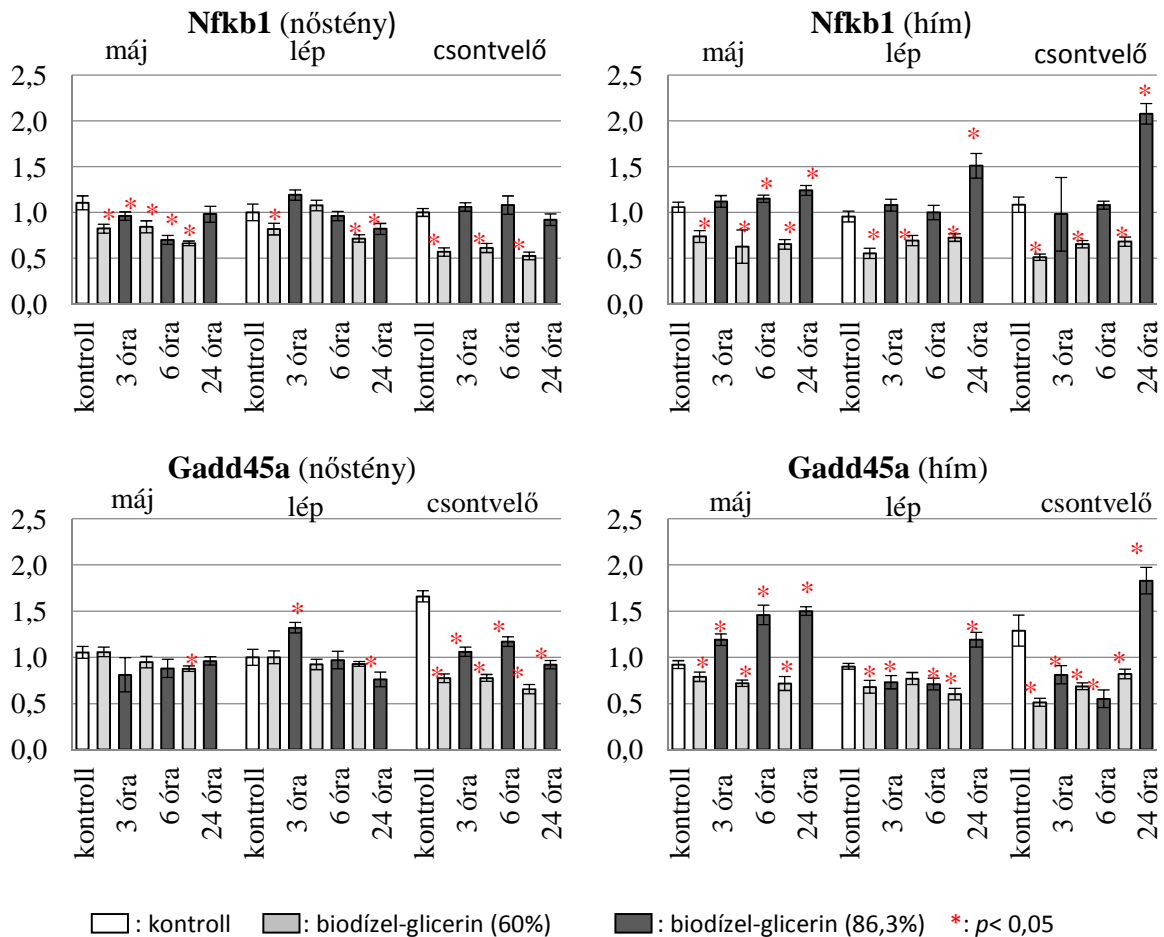 Nfkb1 (nőstény)
máj lép csontvelő
2,5
2,0
1,5
1,0
0,5
0,0
* * * * * * * * * * *
kontroll 3 óra 6 óra 24 óra kontroll 3 óra 6 óra 24 óra kontroll 3 óra 6 óra 24 óra
Nfkb1 (hím)
máj lép csontvelő
2,5
2,0
1,5
1,0
0,5
0,0
* * * * * * * * * * * * *
kontroll 3 óra 6 óra 24 óra kontroll 3 óra 6 óra 24 óra kontroll 3 óra 6 óra 24 óra
Gadd45a (nőstény)
máj lép csontvelő
2,5
2,0
1,5
1,0
0,5
0,0
* * * * * * * * *
kontroll 3 óra 6 óra 24 óra kontroll 3 óra 6 óra 24 óra kontroll 3 óra 6 óra 24 óra
Gadd45a (hím)
máj lép csontvelő
2,5
2,0
1,5
1,0
0,5
0,0
* * * * * * * * * * * * * * * * *
kontroll 3 óra 6 óra 24 óra kontroll 3 óra 6 óra 24 óra kontroll 3 óra 6 óra 24 óra
: kontroll : biodízel-glicerin (60%) : biodízel-glicerin (86,3%) *: p< 0,05